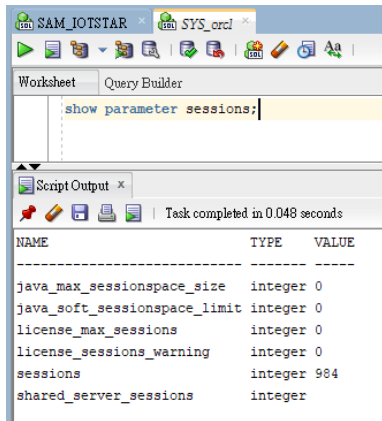 SAM_IOTSTAR × SYS_orcl ×
Worksheet Query Builder
show parameter sessions;
Script Output ×
Task completed in 0.048 seconds
NAME TYPE VALUE
---------------------------- ------- -----
java_max_sessionspace_size integer 0
java_soft_sessionspace_limit integer 0
license_max_sessions integer 0
license_sessions_warning integer 0
sessions integer 984
shared_server_sessions integer